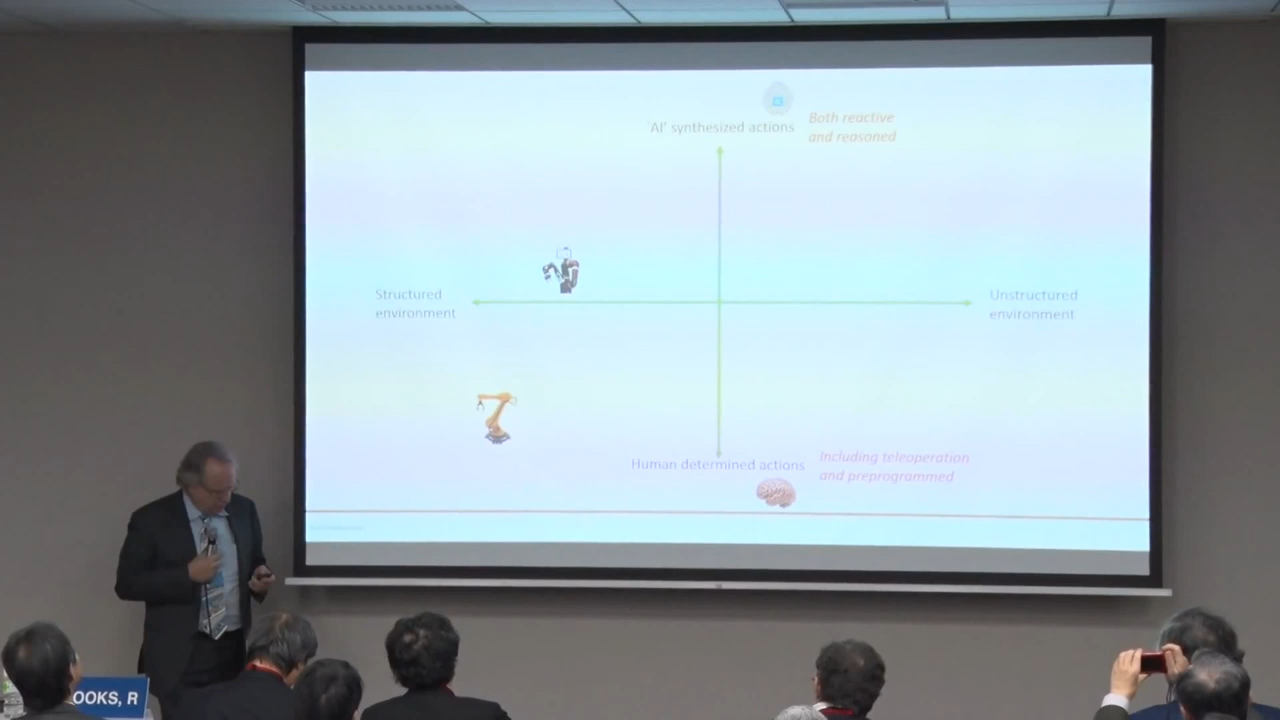 'AI' synthesized actions
Both reactive
and reasoned
Structured
environment
Unstructured
environment
Human determined actions
Including teleoperation
and preprogrammed
OOKS, R